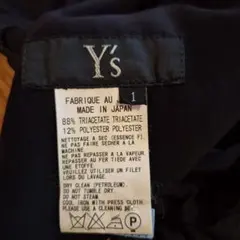 Y's
1
FABRIQUE AU
MADE IN JAPAN
88% TRIACETATE TRIACETATE
12% POLYESTER POLYESTER
NETTOYAGE A SEC (ESSENCE F)
NE PAS FAIRE SECHER A LA
MACHINE
NE PAS REPASSER A LA VAPEUR
REPASSER AU FER TIEDE AVEC
UNE ETOFFE
VEUILLEZ UTILISER UN FILET
LORS DU LAVAGE
DRY CLEAN (PETROLEUM)
DO NOT TUMBLE DRY
DO NOT STEAM
COOL IRON WITH PRESS CLOTH
PLEASE USE A CLEANING